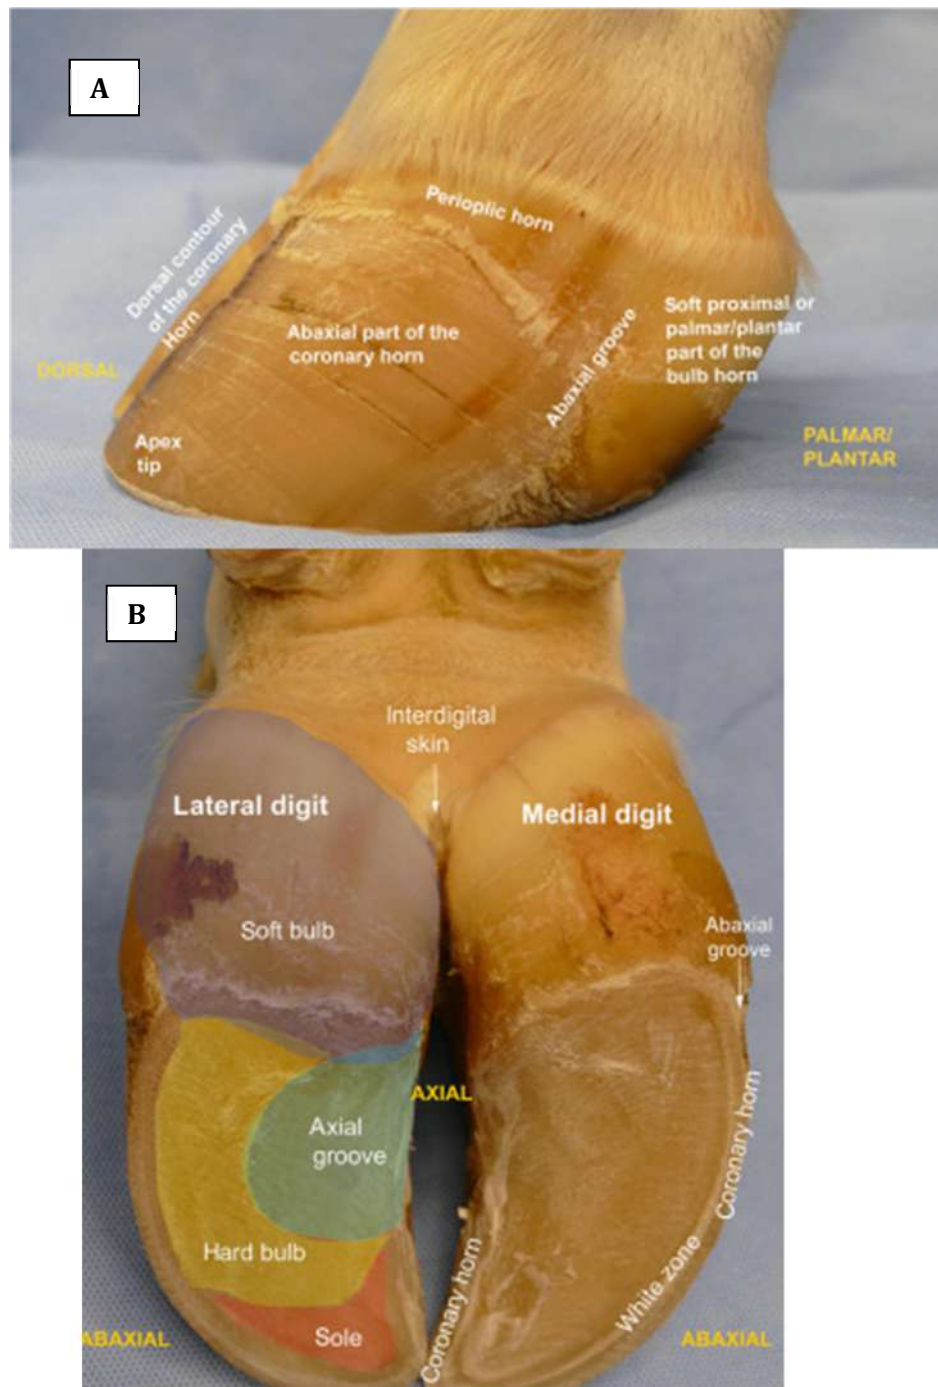 A
Perioplic horn
Dorsal contour
of the coronary
Horn
Abaxial part of the
coronary horn
Abaxial groove
Soft proximal or
palmar/plantar
part of the
bulb horn
DORSAL
Apex
tip
PALMAR/
PLANTAR
B
Interdigital
skin
Lateral digit
Medial digit
Soft bulb
Abaxial
groove
AXIAL
Axial
groove
Coronary horn
Hard bulb
Coronary horn
White zone
Sole
ABAXIAL
ABAXIAL